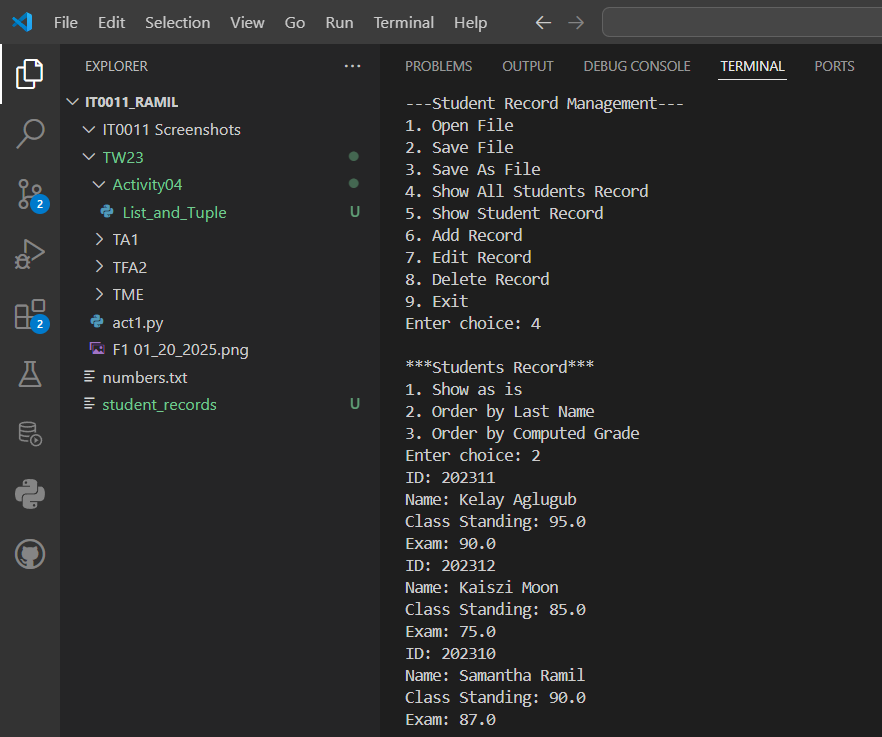 File Edit Selection View Go Run Terminal Help
EXPLORER
IT0011_RAMIL
IT0011 Screenshots
TW23
Activity04
List_and_Tuple U
TA1
TFA2
TME
act1.py
F1 01_20_2025.png
numbers.txt
student_records U
2
2
PROBLEMS OUTPUT DEBUG CONSOLE TERMINAL PORTS
---Student Record Management---
1. Open File
2. Save File
3. Save As File
4. Show All Students Record
5. Show Student Record
6. Add Record
7. Edit Record
8. Delete Record
9. Exit
Enter choice: 4
***Students Record***
1. Show as is
2. Order by Last Name
3. Order by Computed Grade
Enter choice: 2
ID: 202311
Name: Kelay Aglugub
Class Standing: 95.0
Exam: 90.0
ID: 202312
Name: Kaiszi Moon
Class Standing: 85.0
Exam: 75.0
ID: 202310
Name: Samantha Ramil
Class Standing: 90.0
Exam: 87.0